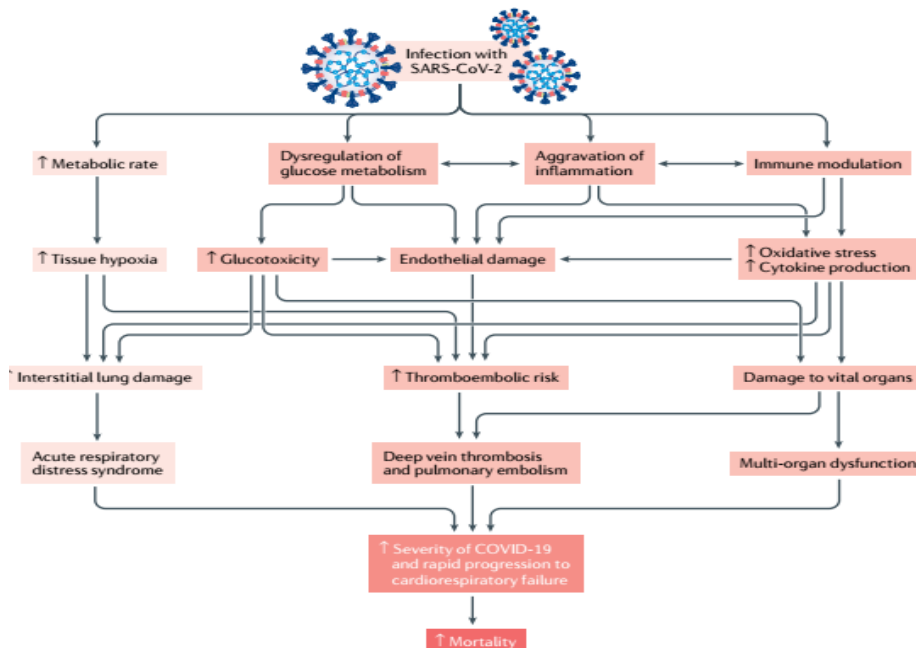 Infection with
SARS-CoV-2
↑ Metabolic rate
Dysregulation of
glucose metabolism
Aggravation of
inflammation
Immune modulation
↑ Tissue hypoxia
↑ Glucotoxicity
Endothelial damage
↑ Oxidative stress
↑ Cytokine production
↑ Interstitial lung damage
↑ Thromboembolic risk
Damage to vital organs
Acute respiratory
distress syndrome
Deep vein thrombosis
and pulmonary embolism
Multi-organ dysfunction
↑ Severity of COVID-19
and rapid progression to
cardiorespiratory failure
↑ Mortality